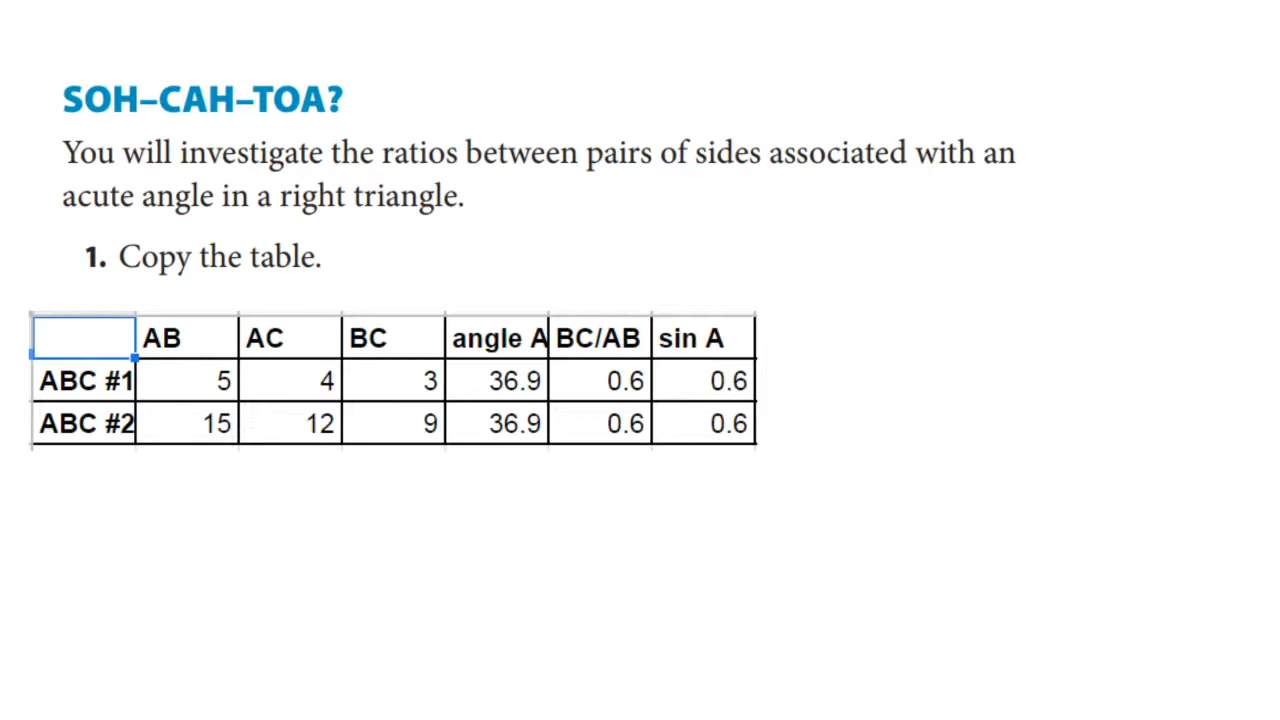 SOH–CAH–TOA?
You will investigate the ratios between pairs of sides associated with an
acute angle in a right triangle.
1. Copy the table.
AB AC BC angle A BC/AB sin A
ABC #1 5 4 3 36.9 0.6 0.6
ABC #2 15 12 9 36.9 0.6 0.6